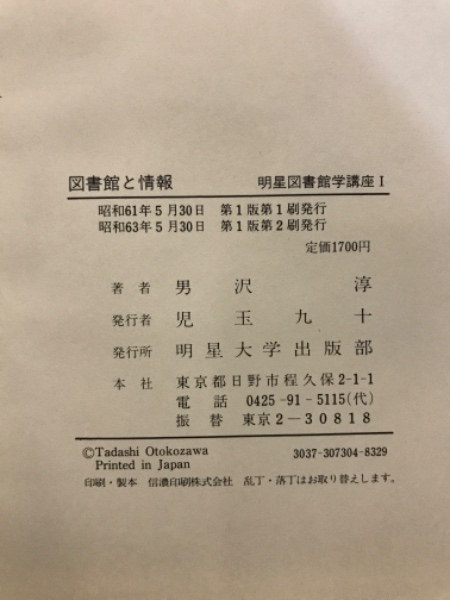 図書館と情報 明星図書館学講座 I
昭和61年5月30日 第1版第1刷発行
昭和63年5月30日 第1版第2刷発行
定価1700円
著者 男沢 淳
発行者 児玉九十
発行所 明星大学出版部
本社 東京都日野市程久保2-1-1
電話 0425-91-5115(代)
振替 東京2-30818
©Tadashi Otokozawa 3037-307304-8329
Printed in Japan
印刷・製本 信濃印刷株式会社 乱丁・落丁はお取り替えします。